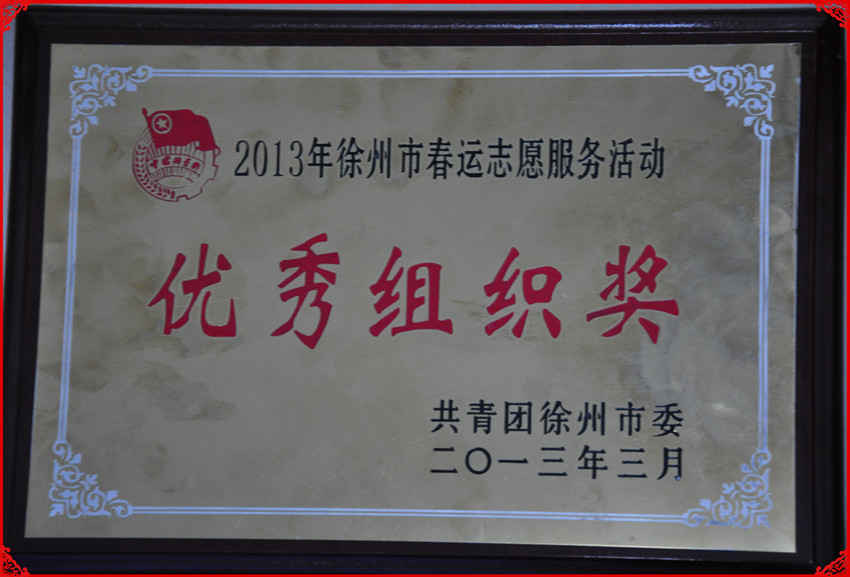 2013年徐州市春运志愿服务活动
优秀组织奖
共青团徐州市委
二〇一三年三月